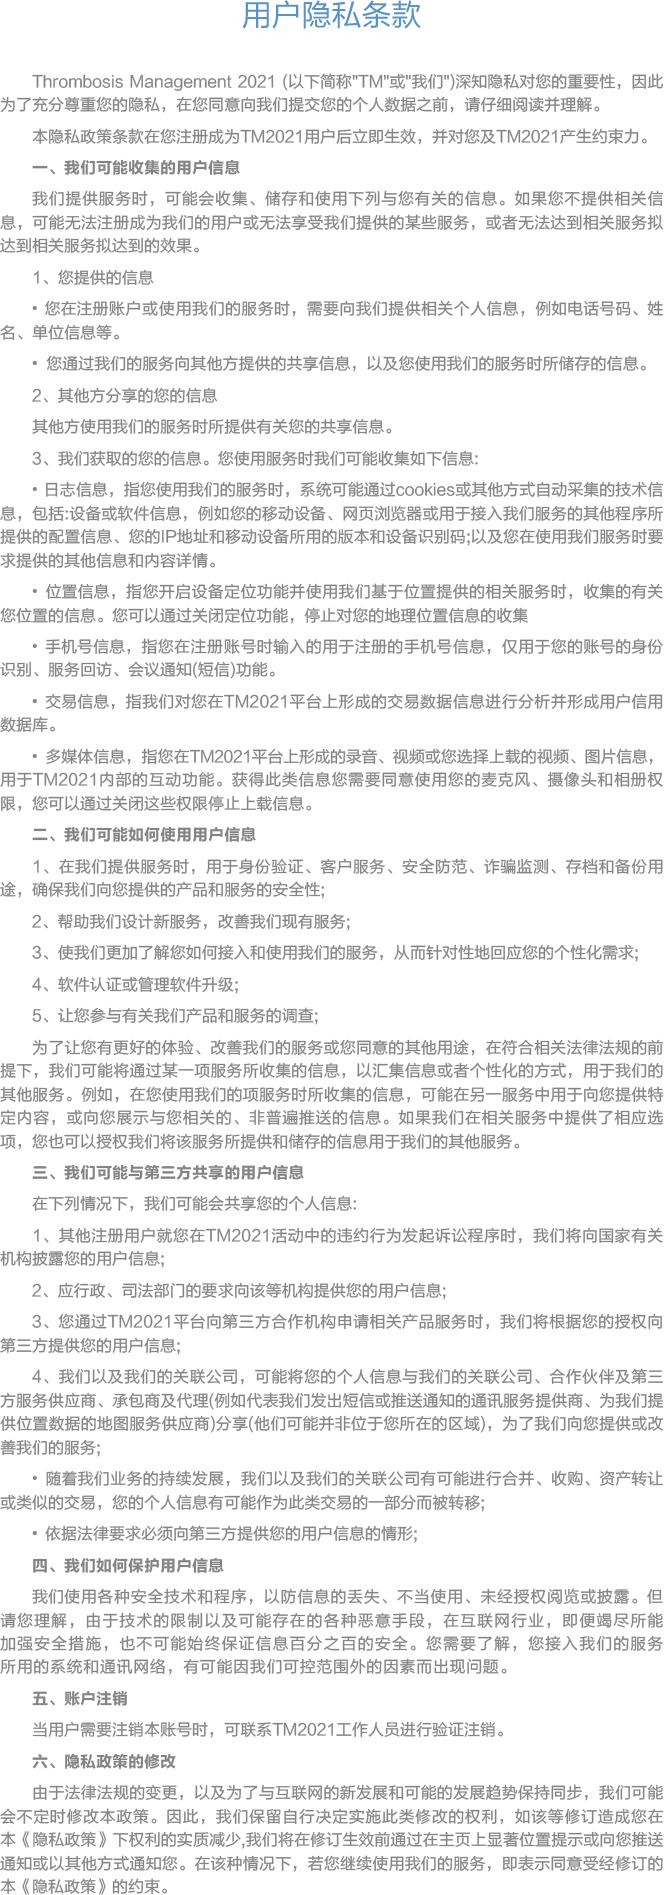 用户隐私条款
Thrombosis Management 2021 (以下简称"TM"或"我们")深知隐私对您的重要性，因此
为了充分尊重您的隐私，在您同意向我们提交您的个人数据之前，请仔细阅读并理解。
本隐私政策条款在您注册成为TM2021用户后立即生效，并对您及TM2021产生约束力。
一、我们可能收集的用户信息
我们提供服务时，可能会收集、储存和使用下列与您有关的信息。如果您不提供相关信
息，可能无法注册成为我们的用户或无法享受我们提供的某些服务，或者无法达到相关服务拟
达到相关服务拟达到的效果。
1、您提供的信息
• 您在注册账户或使用我们的服务时，需要向我们提供相关个人信息，例如电话号码、姓
名、单位信息等。
• 您通过我们的服务向其他方提供的共享信息，以及您使用我们的服务时所储存的信息。
2、其他方分享的您的信息
其他方使用我们的服务时所提供有关您的共享信息。
3、我们获取的您的信息。您使用服务时我们可能收集如下信息:
• 日志信息，指您使用我们的服务时，系统可能通过cookies或其他方式自动采集的技术信
息，包括:设备或软件信息，例如您的移动设备、网页浏览器或用于接入我们服务的其他程序所
提供的配置信息、您的IP地址和移动设备所用的版本和设备识别码;以及您在使用我们服务时要
求提供的其他信息和内容详情。
• 位置信息，指您开启设备定位功能并使用我们基于位置提供的相关服务时，收集的有关
您位置的信息。您可以通过关闭定位功能，停止对您的地理位置信息的收集
• 手机号信息，指您在注册账号时输入的用于注册的手机号信息，仅用于您的账号的身份
识别、服务回访、会议通知(短信)功能。
• 交易信息，指我们对您在TM2021平台上形成的交易数据信息进行分析并形成用户信用
数据库。
• 多媒体信息，指您在TM2021平台上形成的录音、视频或您选择上载的视频、图片信息，
用于TM2021内部的互动功能。获得此类信息您需要同意使用您的麦克风、摄像头和相册权
限，您可以通过关闭这些权限停止上载信息。
二、我们可能如何使用用户信息
1、在我们提供服务时，用于身份验证、客户服务、安全防范、诈骗监测、存档和备份用
途，确保我们向您提供的产品和服务的安全性;
2、帮助我们设计新服务，改善我们现有服务;
3、使我们更加了解您如何接入和使用我们的服务，从而针对性地回应您的个性化需求;
4、软件认证或管理软件升级;
5、让您参与有关我们产品和服务的调查;
为了让您有更好的体验、改善我们的服务或您同意的其他用途，在符合相关法律法规的前
提下，我们可能将通过某一项服务所收集的信息，以汇集信息或者个性化的方式，用于我们的
其他服务。例如，在您使用我们的项服务时所收集的信息，可能在另一服务中用于向您提供特
定内容，或向您展示与您相关的、非普遍推送的信息。如果我们在相关服务中提供了相应选
项，您也可以授权我们将该服务所提供和储存的信息用于我们的其他服务。
三、我们可能与第三方共享的用户信息
在下列情况下，我们可能会共享您的个人信息:
1、其他注册用户就您在TM2021活动中的违约行为发起诉讼程序时，我们将向国家有关
机构披露您的用户信息;
2、应行政、司法部门的要求向该等机构提供您的用户信息;
3、您通过TM2021平台向第三方合作机构申请相关产品服务时，我们将根据您的授权向
第三方提供您的用户信息;
4、我们以及我们的关联公司，可能将您的个人信息与我们的关联公司、合作伙伴及第三
方服务供应商、承包商及代理(例如代表我们发出短信或推送通知的通讯服务提供商、为我们提
供位置数据的地图服务供应商)分享(他们可能并非位于您所在的区域)，为了我们向您提供或改
善我们的服务;
• 随着我们业务的持续发展，我们以及我们的关联公司有可能进行合并、收购、资产转让
或类似的交易，您的个人信息有可能作为此类交易的一部分而被转移;
• 依据法律要求必须向第三方提供您的用户信息的情形;
四、我们如何保护用户信息
我们使用各种安全技术和程序，以防信息的丢失、不当使用、未经授权阅览或披露。但
请您理解，由于技术的限制以及可能存在的各种恶意手段，在互联网行业，即便竭尽所能
加强安全措施，也不可能始终保证信息百分之百的安全。您需要了解，您接入我们的服务
所用的系统和通讯网络，有可能因我们可控范围外的因素而出现问题。
五、账户注销
当用户需要注销本账号时，可联系TM2021工作人员进行验证注销。
六、隐私政策的修改
由于法律法规的变更，以及为了与互联网的新发展和可能的发展趋势保持同步，我们可能
会不定时修改本政策。因此，我们保留自行决定实施此类修改的权利，如该等修订造成您在
本《隐私政策》下权利的实质减少,我们将在修订生效前通过在主页上显著位置提示或向您推送
通知或以其他方式通知您。在该种情况下，若您继续使用我们的服务，即表示同意受经修订的
本《隐私政策》的约束。